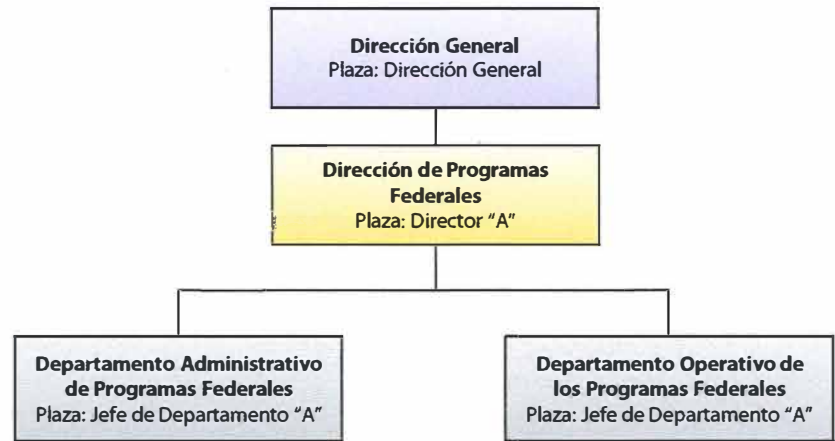 Dirección General
Plaza: Dirección General
Dirección de Programas
Federales
Plaza: Director "A"
Departamento Administrativo
de Programas Federales
Plaza: Jefe de Departamento "A"
Departamento Operativo de
los Programas Federales
Plaza: Jefe de Departamento "A"